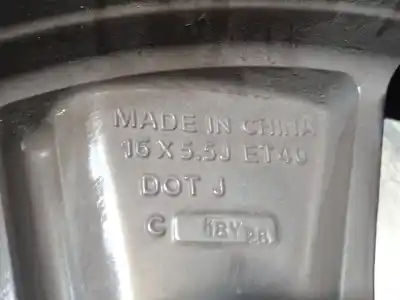 MADE IN CHINA
15 X 5.5J ET40
DOT J
C KBY 28